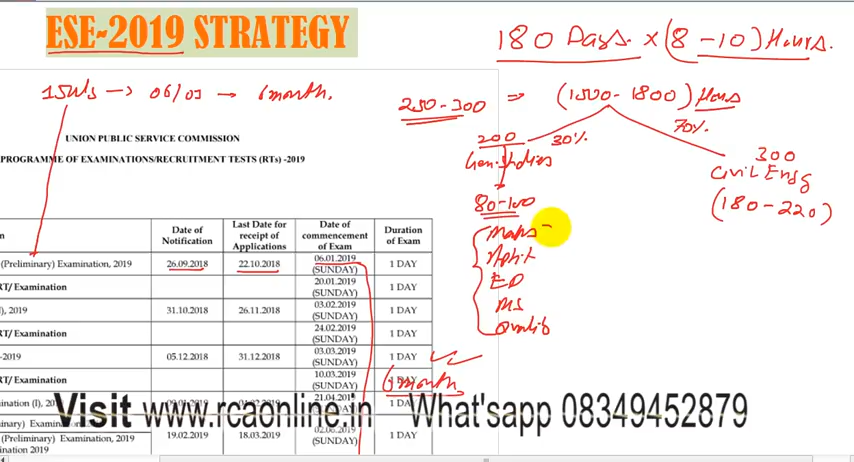 ESE-2019 STRATEGY
180 Days. × (8-10) Hours.
15th's → 06/01 → 6 month.
250-300 ⇒ (1500-1800) Hours
UNION PUBLIC SERVICE COMMISSION
PROGRAMME OF EXAMINATIONS/RECRUITMENT TESTS (RTs) -2019
200 30% 70%
Gen. Studies
300
Civil Engg
(180-220)
80-100
Maths -
Aptit
ED
MS
Date of Notification Last Date for receipt of Applications Date of commencement of Exam Duration of Exam
(Preliminary) Examination, 2019 26.09.2018 22.10.2018 06.01.2019 (SUNDAY) 1 DAY
RT/ Examination 20.01.2019 (SUNDAY) 1 DAY
), 2019 31.10.2018 26.11.2018 03.02.2019 (SUNDAY) 1 DAY
RT/ Examination 24.02.2019 (SUNDAY) 1 DAY
-2019 05.12.2018 31.12.2018 03.03.2019 (SUNDAY) 1 DAY
RT/ Examination 10.03.2019 (SUNDAY) 1 DAY
6 month
21.04.2019
Visit www.rcaonline.in What'sapp 08349452879
(Preliminary) Examination, 2019 19.02.2019 18.03.2019 02.06.2019 (SUNDAY) 1 DAY